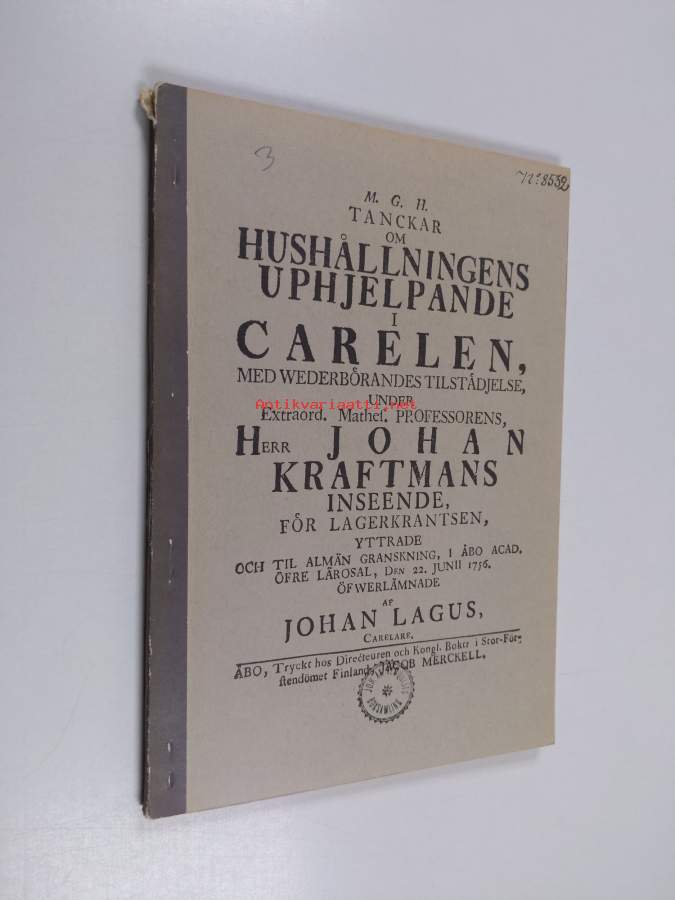 3
N:o 8532
M. G. H.
TANCKAR
OM
HUSHÅLLNINGENS
UPHJELPANDE
I
CARELEN,
MED WEDERBÖRANDES TILSTÅDJELSE,
UNDER
Antikvariaatti.net
Extraord. Mathes. PROFESSORENS,
HERR JOHAN
KRAFTMANS
INSEENDE,
FÖR LAGERKRANTSEN,
YTTRADE
OCH TIL ALMÄN GRANSKNING, I ÅBO ACAD.
ÖFRE LÄROSAL, DEN 22. JUNII 1756.
ÖFWERLÄMNADE
AF
JOHAN LAGUS,
CARELARE.
ÅBO, Tryckt hos Directeuren och Kongl. Boktr i Stor-För-
stendömet Finland, JACOB MERCKELL.